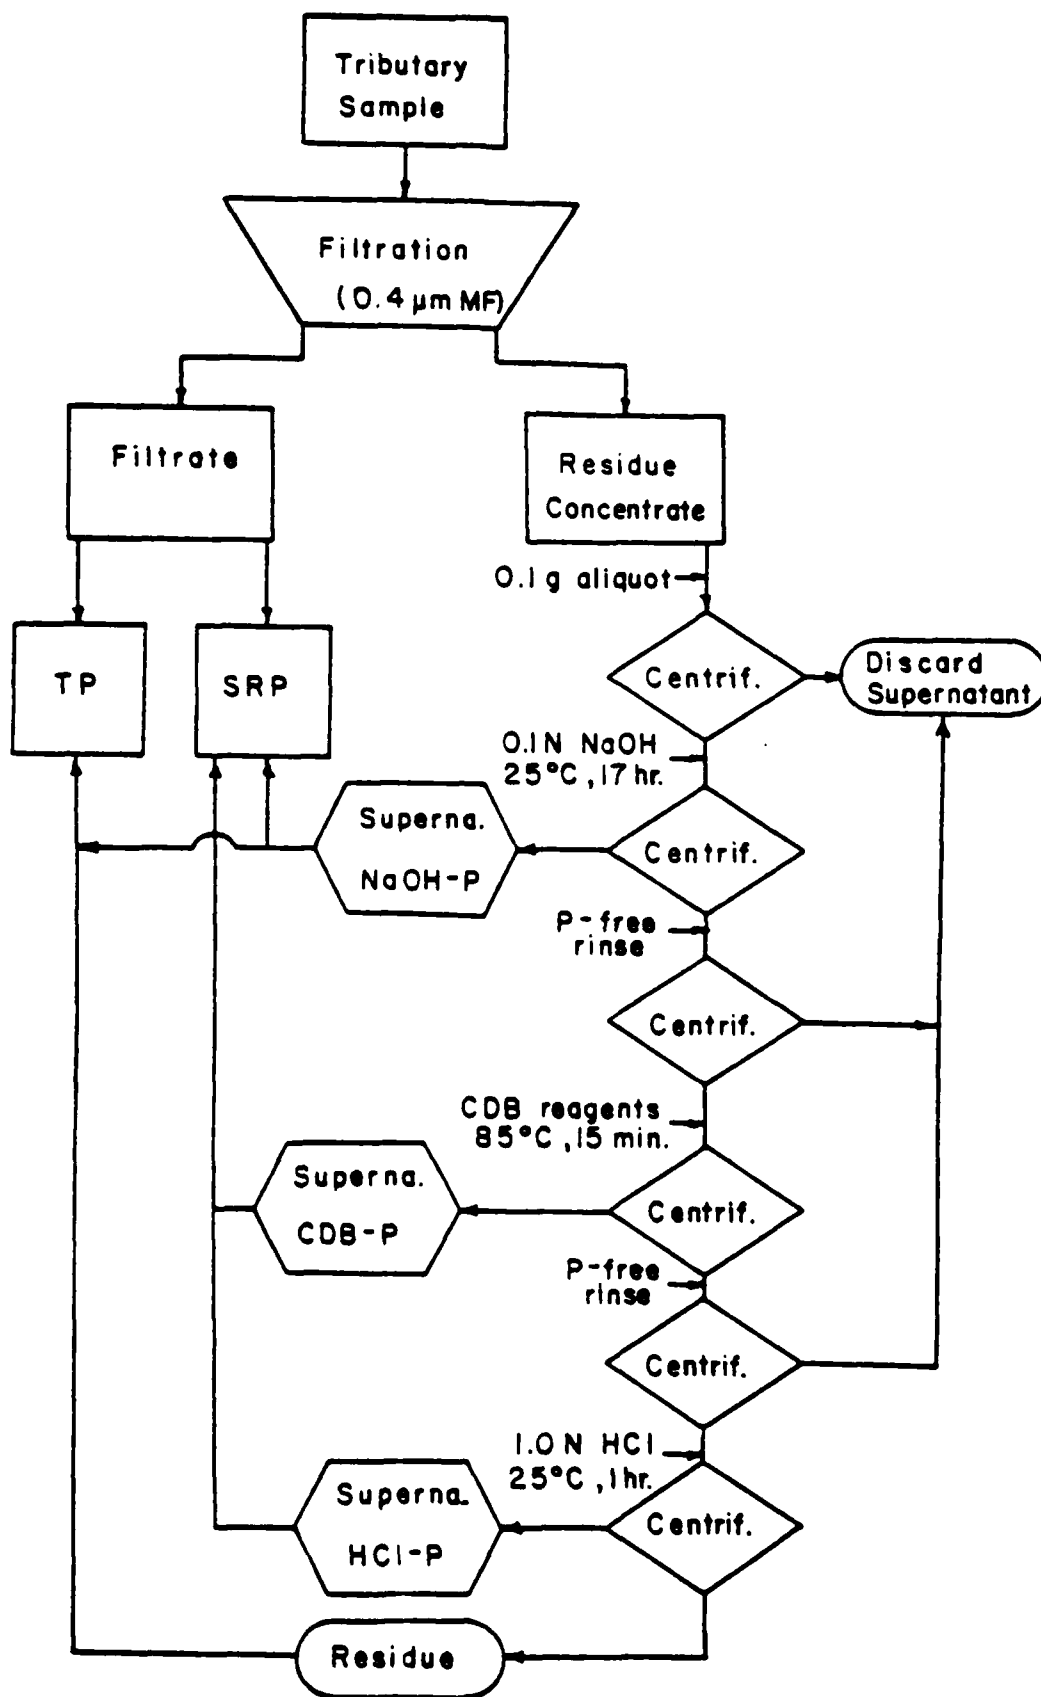 Tributary
Sample
Filtration
(0.4 µm MF)
Filtrate
Residue
Concentrate
0.1 g aliquot
TP
SRP
Centrif.
Discard
Supernatant
0.1N NaOH
25°C, 17 hr.
Superna.
NaOH-P
Centrif.
P-free
rinse
Centrif.
CDB reagents
85°C, 15 min.
Superna.
CDB-P
Centrif.
P-free
rinse
Centrif.
1.0N HCl
25°C, 1 hr.
Superna.
HCl-P
Centrif.
Residue